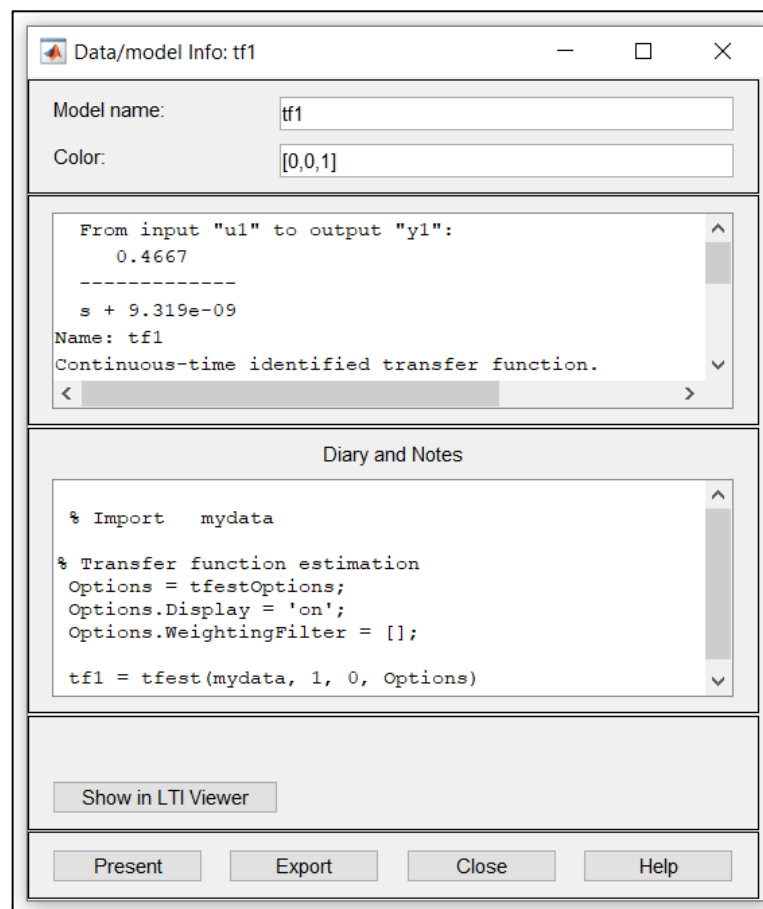 Data/model Info: tf1
Model name:
tf1
Color:
[0,0,1]
From input "u1" to output "y1":
0.4667
-------------
s + 9.319e-09
Name: tf1
Continuous-time identified transfer function.
Diary and Notes
% Import   mydata
% Transfer function estimation
Options = tfestOptions;
Options.Display = 'on';
Options.WeightingFilter = [];
tf1 = tfest(mydata, 1, 0, Options)
Show in LTI Viewer
Present
Export
Close
Help